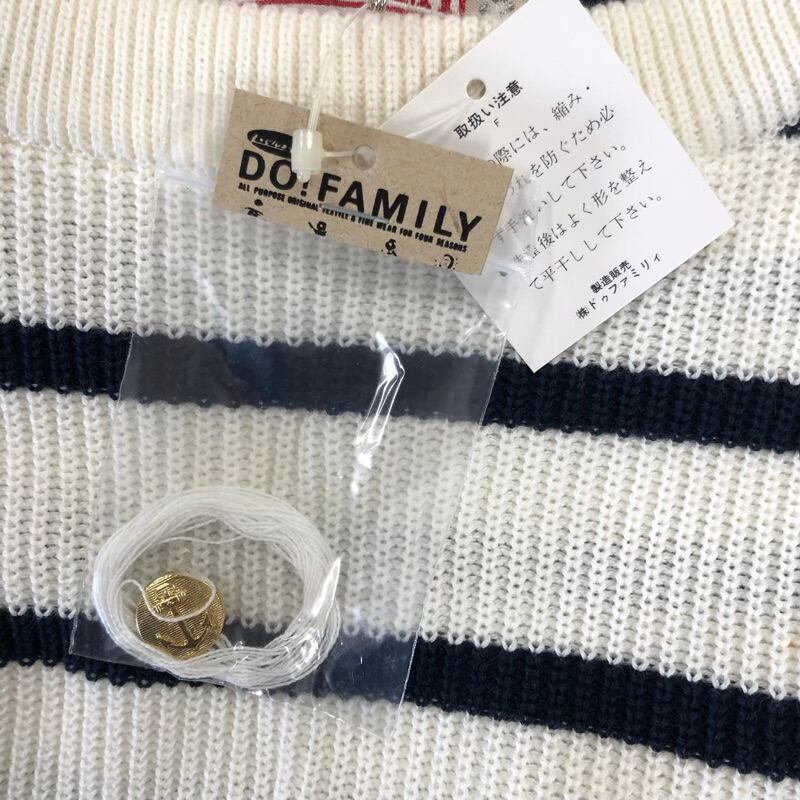 DO! FAMILY
ALL PURPOSE ORIGINAL TEXTILE & FINE WEAR FOR FOUR SEASONS
取扱い注意
F
の際には、縮み・
れを防ぐため必
ず手洗いして下さい。
後はよく形を整え
て平干しして下さい。
製造販売
㈱ドゥファミリィ